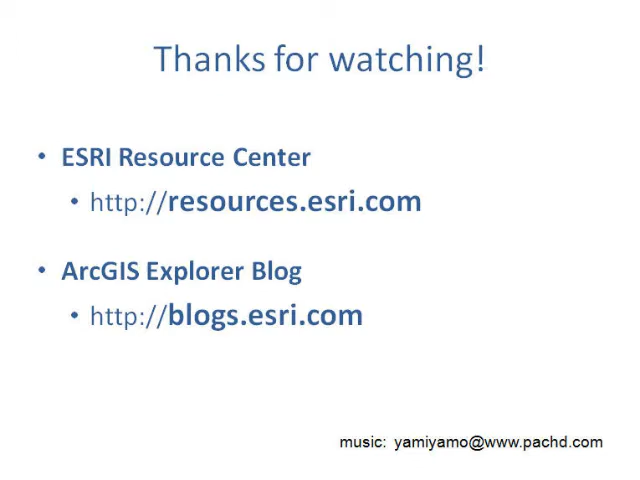 Thanks for watching!
• ESRI Resource Center
• http://resources.esri.com
• ArcGIS Explorer Blog
• http://blogs.esri.com
music: yamiyamo@www.pachd.com